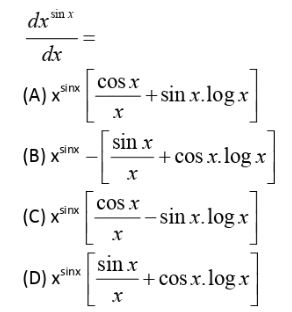 dx^{sin x}/dx =
(A) x^{sinx} [cos x/x + sin x.log x]
(B) x^{sinx} – [sin x/x + cos x.log x]
(C) x^{sinx} [cos x/x – sin x.log x]
(D) x^{sinx} [sin x/x + cos x.log x]